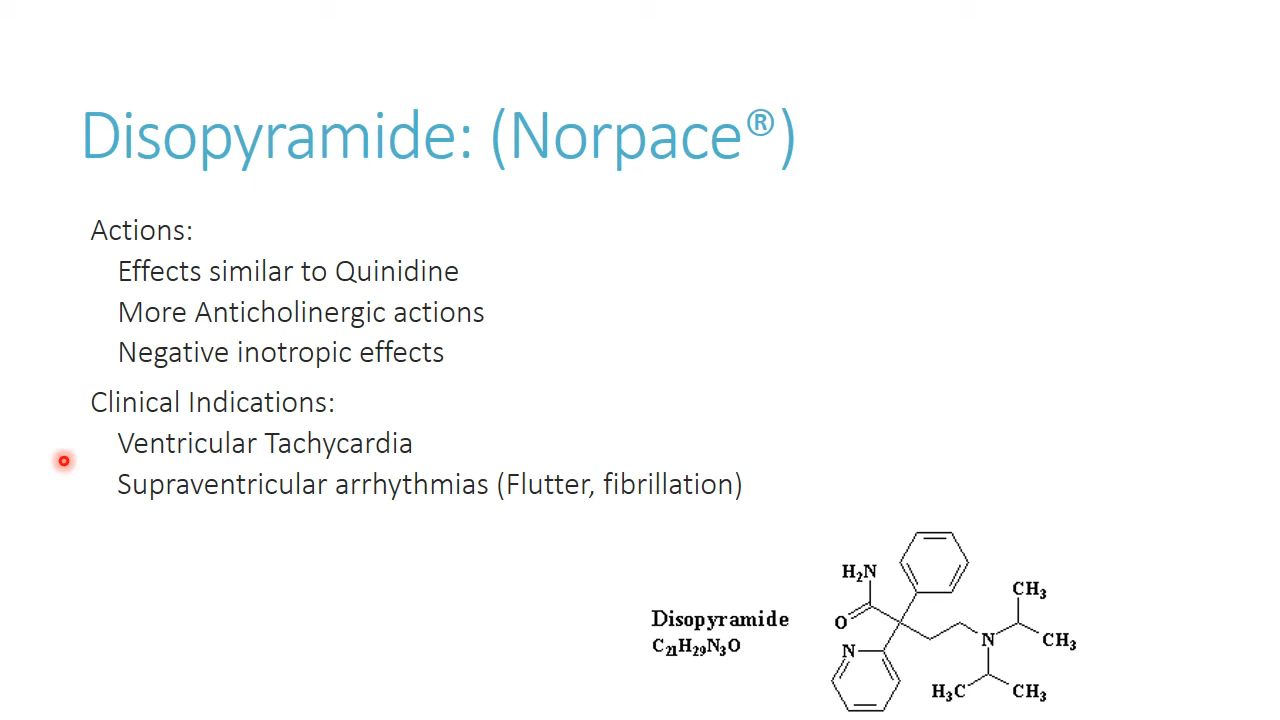 Disopyramide: (Norpace®)
Actions:
Effects similar to Quinidine
More Anticholinergic actions
Negative inotropic effects
Clinical Indications:
Ventricular Tachycardia
Supraventricular arrhythmias (Flutter, fibrillation)
Disopyramide
C₂₁H₂₉N₃O
H₂N
O
N
N
CH₃
CH₃
H₃C
CH₃